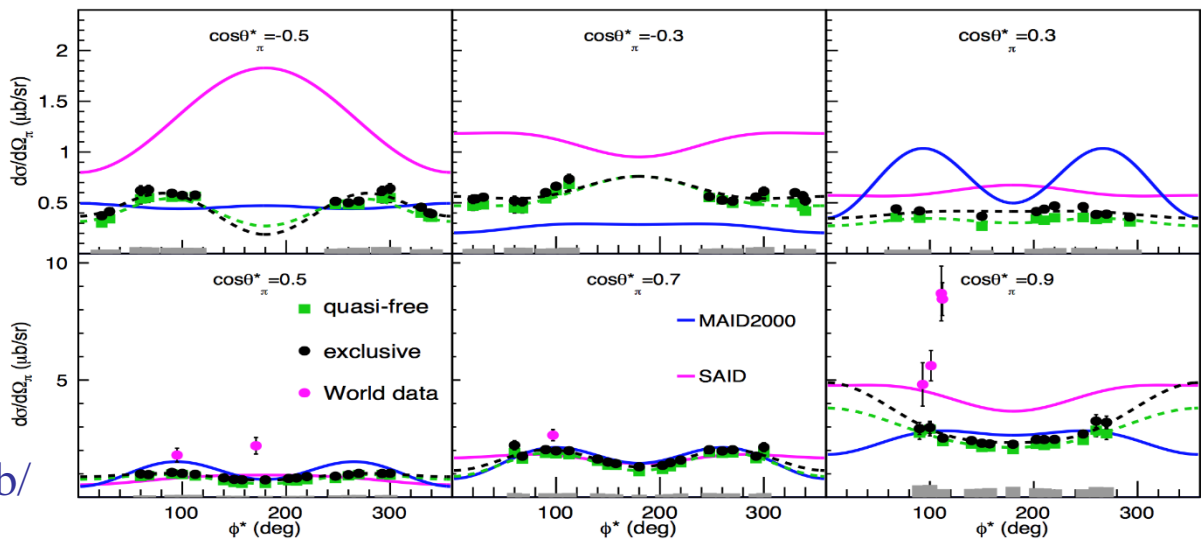 cosθ*π=-0.5
cosθ*π=-0.3
cosθ*π=0.3
dσ/dΩπ (μb/sr)
2
1.5
1
0.5
cosθ*π=0.5
cosθ*π=0.7
cosθ*π=0.9
dσ/dΩπ (μb/sr)
10
5
quasi-free
exclusive
World data
MAID2000
SAID
b/
100 200 300
100 200 300
100 200 300
ϕ* (deg)
ϕ* (deg)
ϕ* (deg)